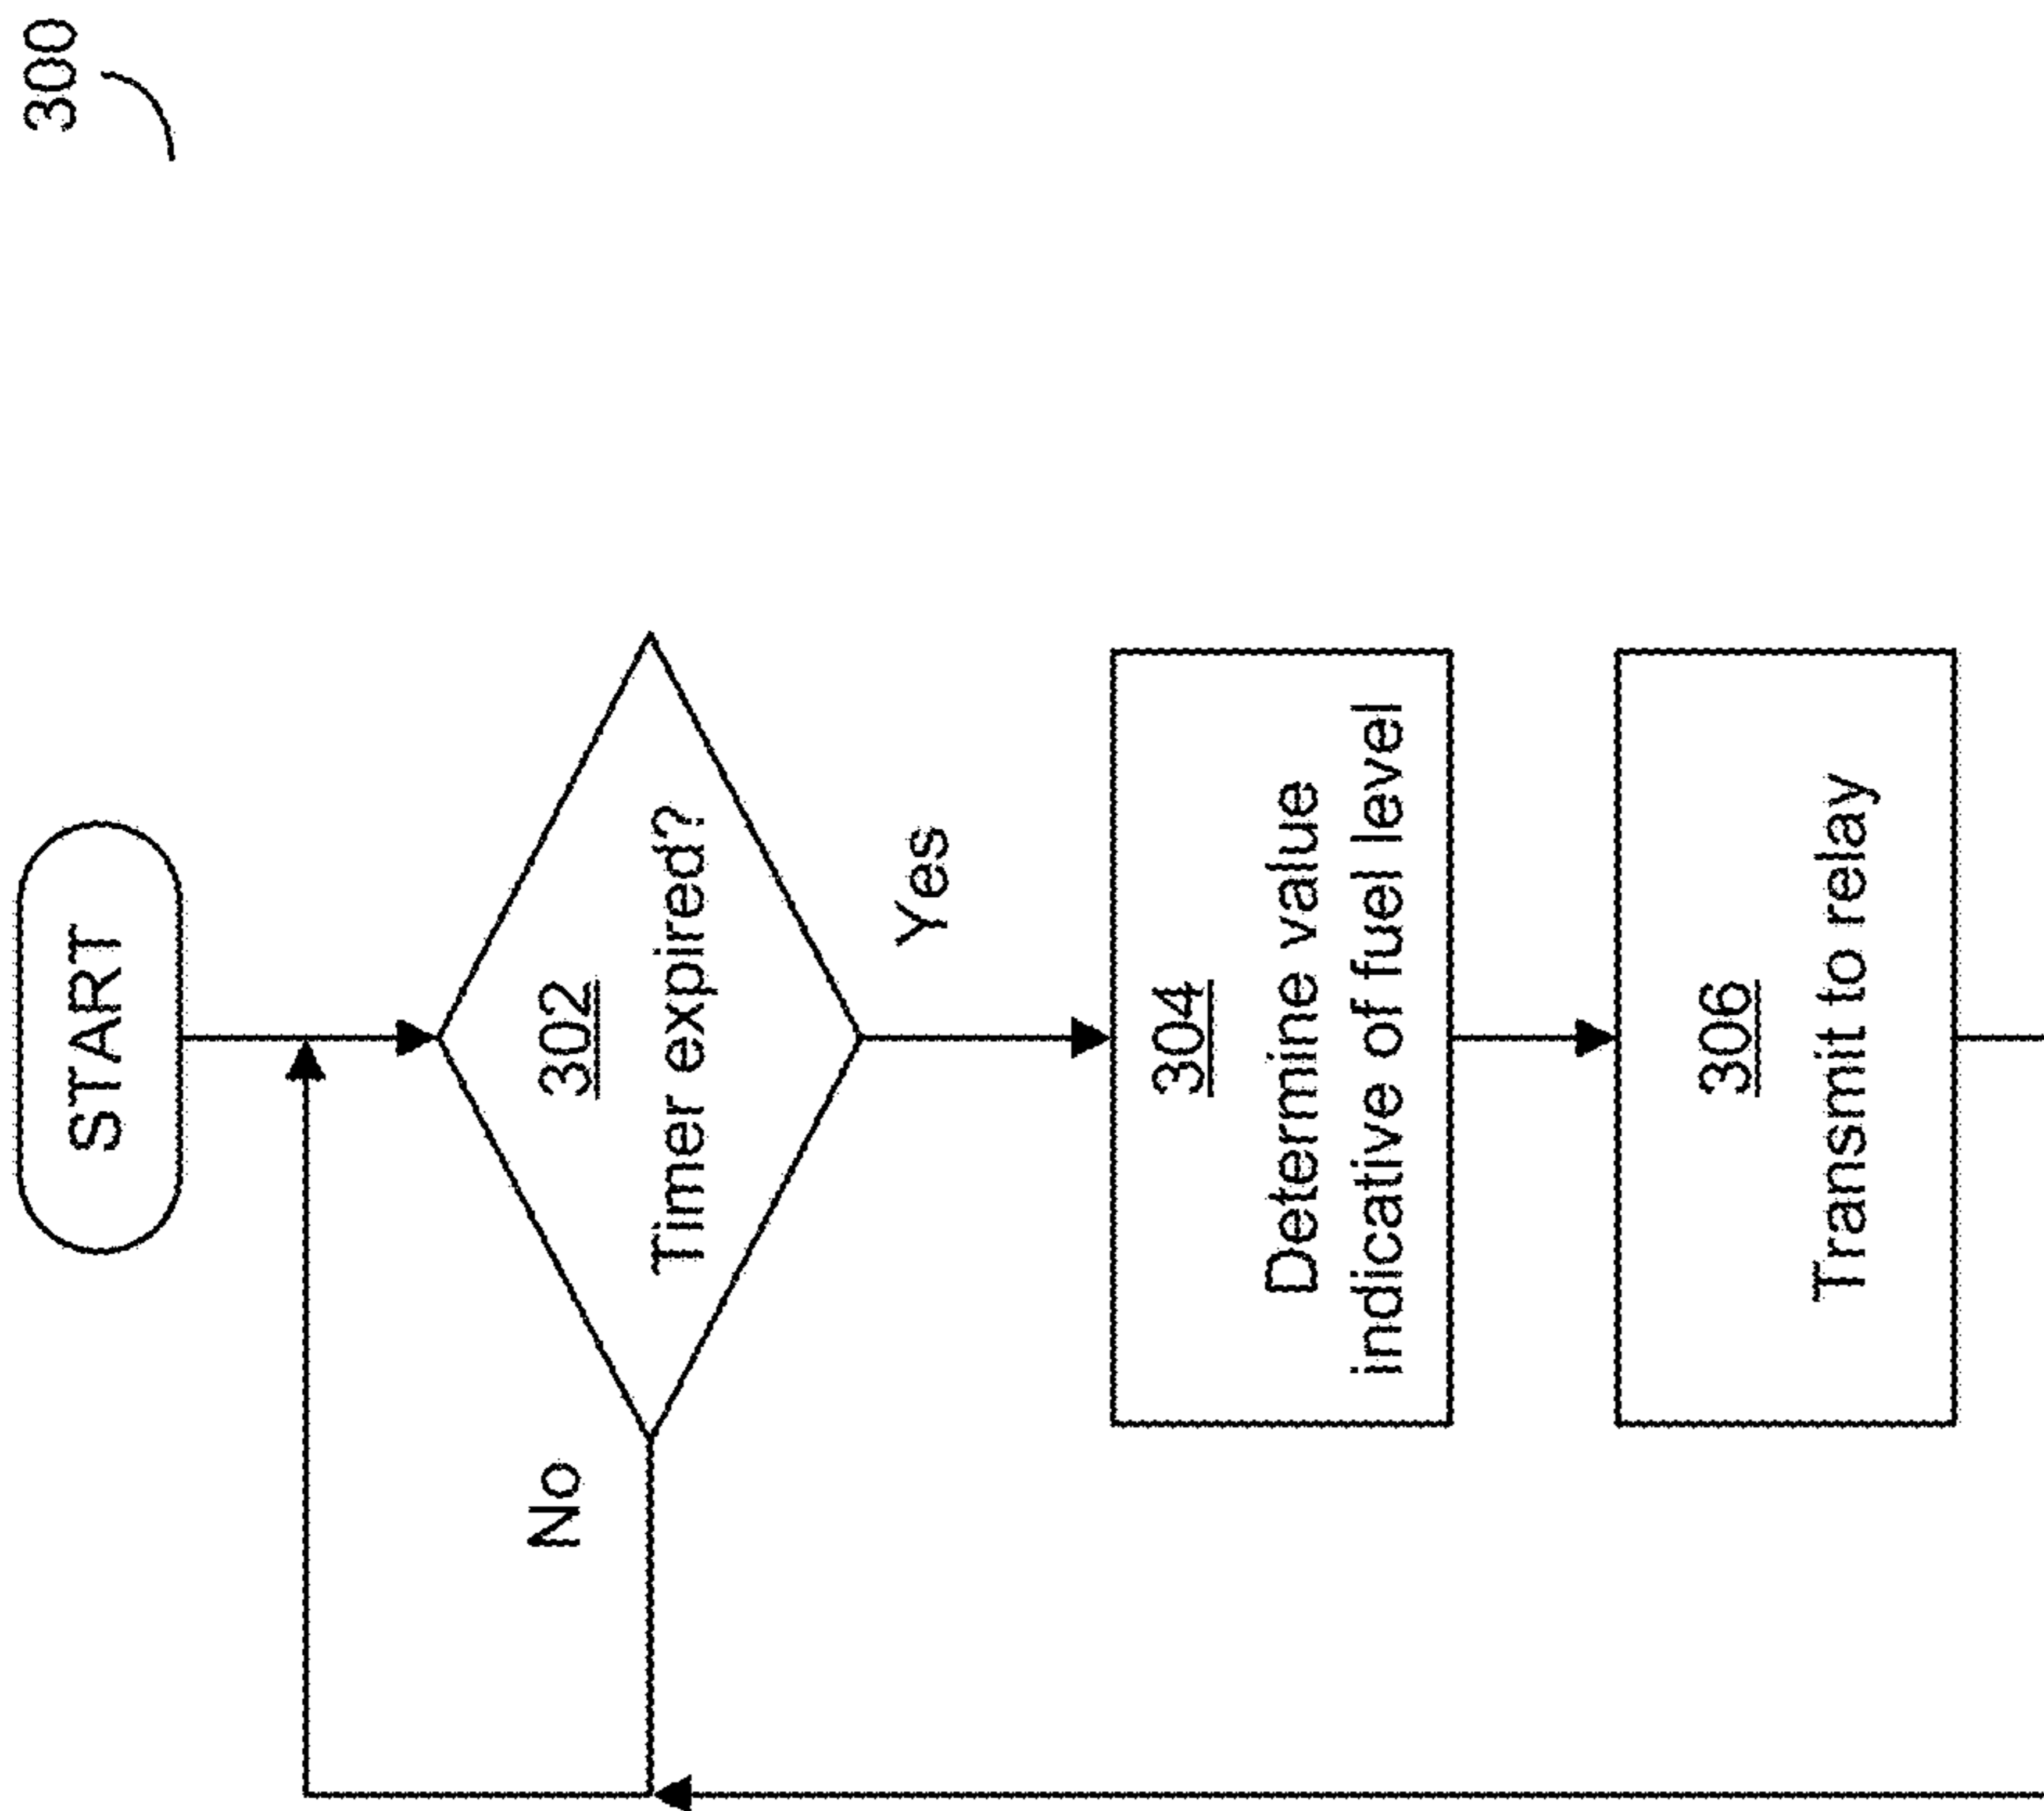 300
START
302
Timer expired?
No
Yes
304
Determine value
indicative of fuel level
306
Transmit to relay